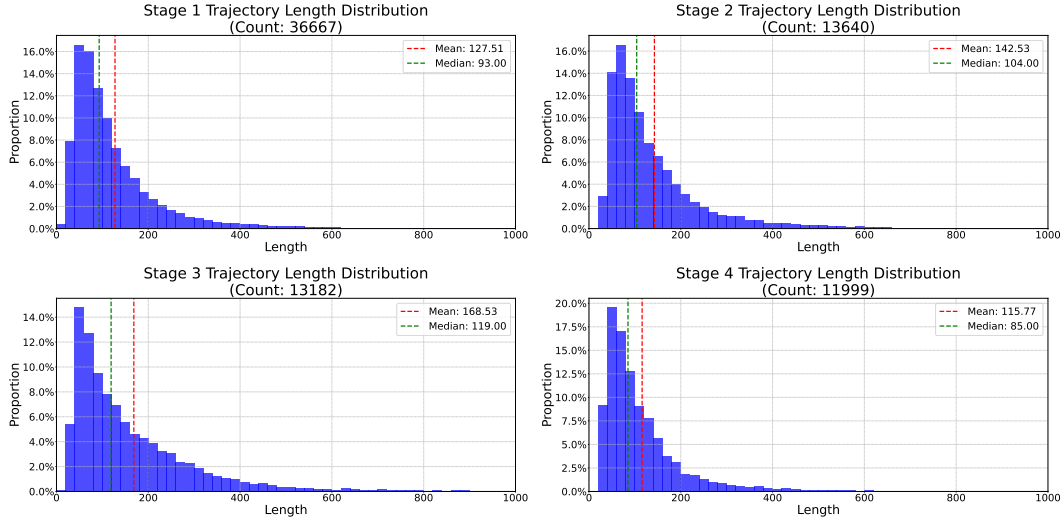 Stage 1 Trajectory Length Distribution
(Count: 36667)
Mean: 127.51
Median: 93.00
16.0%
14.0%
12.0%
10.0%
8.0%
6.0%
4.0%
2.0%
0.0%
Proportion
0
200
400
600
800
1000
Length
Stage 2 Trajectory Length Distribution
(Count: 13640)
Mean: 142.53
Median: 104.00
16.0%
14.0%
12.0%
10.0%
8.0%
6.0%
4.0%
2.0%
0.0%
Proportion
0
200
400
600
800
1000
Length
Stage 3 Trajectory Length Distribution
(Count: 13182)
Mean: 168.53
Median: 119.00
14.0%
12.0%
10.0%
8.0%
6.0%
4.0%
2.0%
0.0%
Proportion
0
200
400
600
800
1000
Length
Stage 4 Trajectory Length Distribution
(Count: 11999)
Mean: 115.77
Median: 85.00
20.0%
17.5%
15.0%
12.5%
10.0%
7.5%
5.0%
2.5%
0.0%
Proportion
0
200
400
600
800
1000
Length